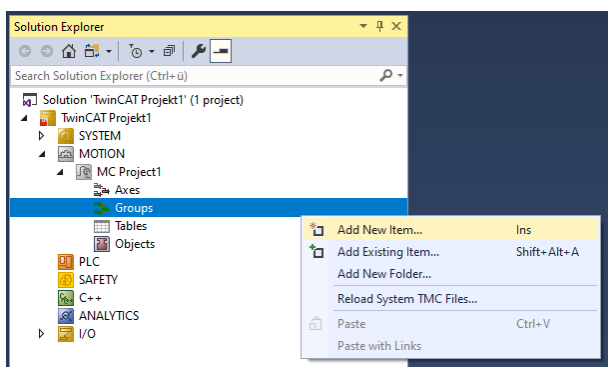 Solution Explorer
Search Solution Explorer (Ctrl+ü)
Solution 'TwinCAT Projekt1' (1 project)
TwinCAT Projekt1
SYSTEM
MOTION
MC Project1
Axes
Groups
Tables
Objects
PLC
SAFETY
C++
ANALYTICS
I/O
Add New Item... Ins
Add Existing Item... Shift+Alt+A
Add New Folder...
Reload System TMC Files...
Paste Ctrl+V
Paste with Links